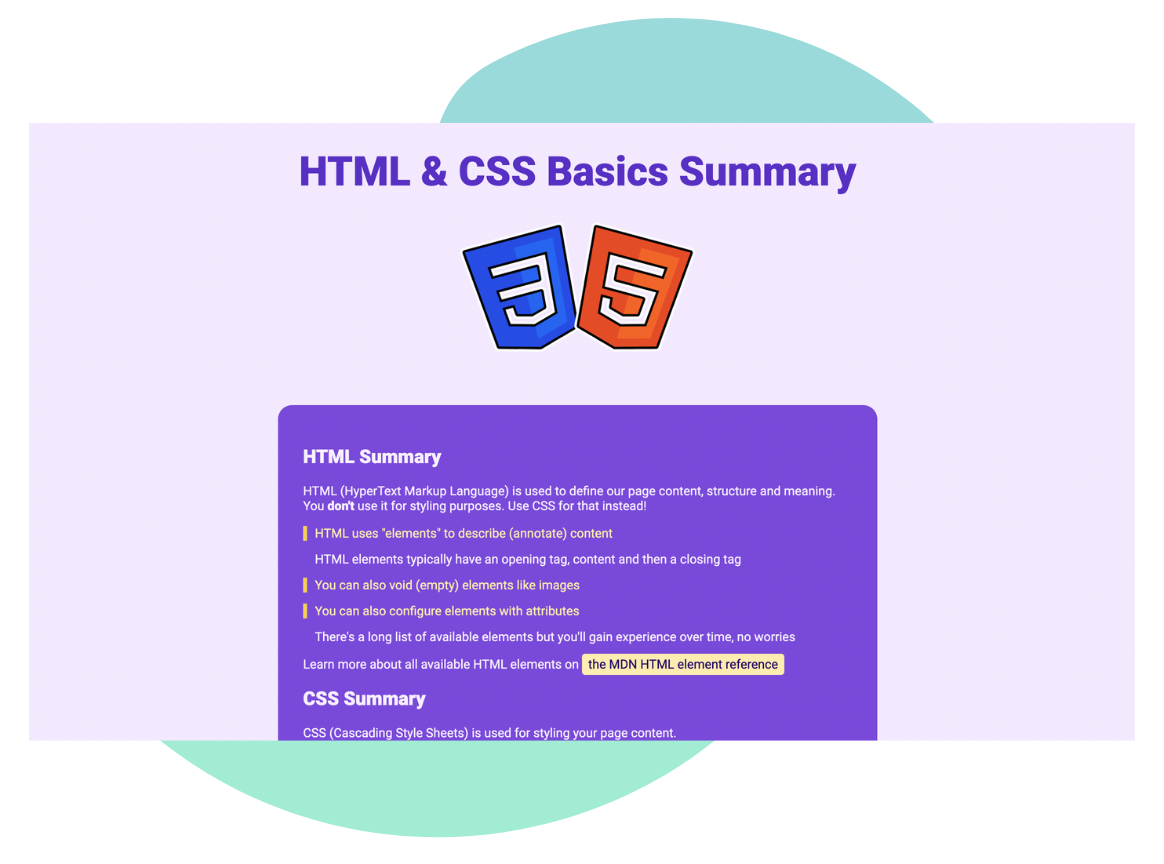 HTML & CSS Basics Summary
HTML Summary
HTML (HyperText Markup Language) is used to define our page content, structure and meaning.
You don't use it for styling purposes. Use CSS for that instead!
HTML uses "elements" to describe (annotate) content
HTML elements typically have an opening tag, content and then a closing tag
You can also void (empty) elements like images
You can also configure elements with attributes
There's a long list of available elements but you'll gain experience over time, no worries
Learn more about all available HTML elements on the MDN HTML element reference
CSS Summary
CSS (Cascading Style Sheets) is used for styling your page content.